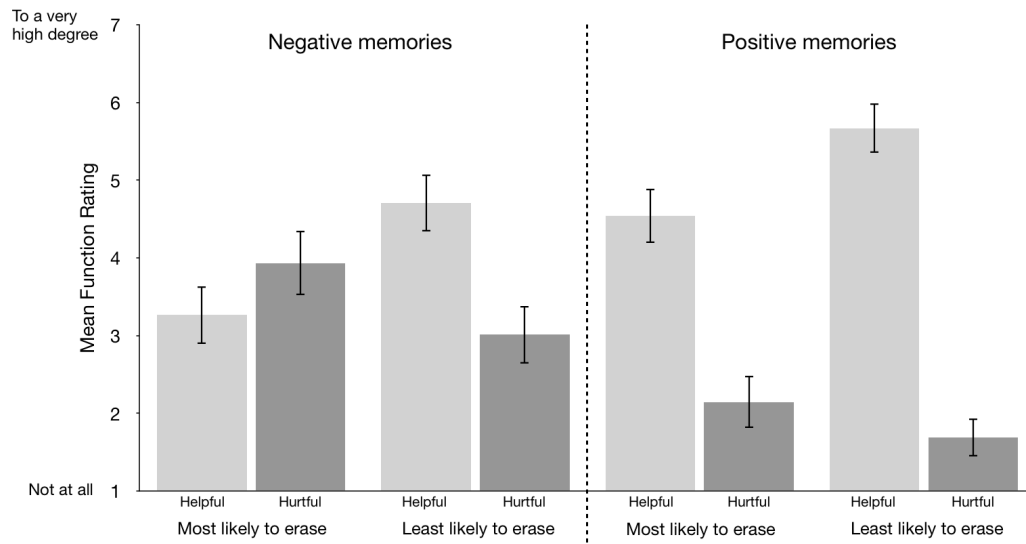 To a very
high degree
7
Negative memories
Positive memories
6
5
4
3
2
1
Mean Function Rating
Not at all
Helpful
Hurtful
Helpful
Hurtful
Helpful
Hurtful
Helpful
Hurtful
Most likely to erase
Least likely to erase
Most likely to erase
Least likely to erase